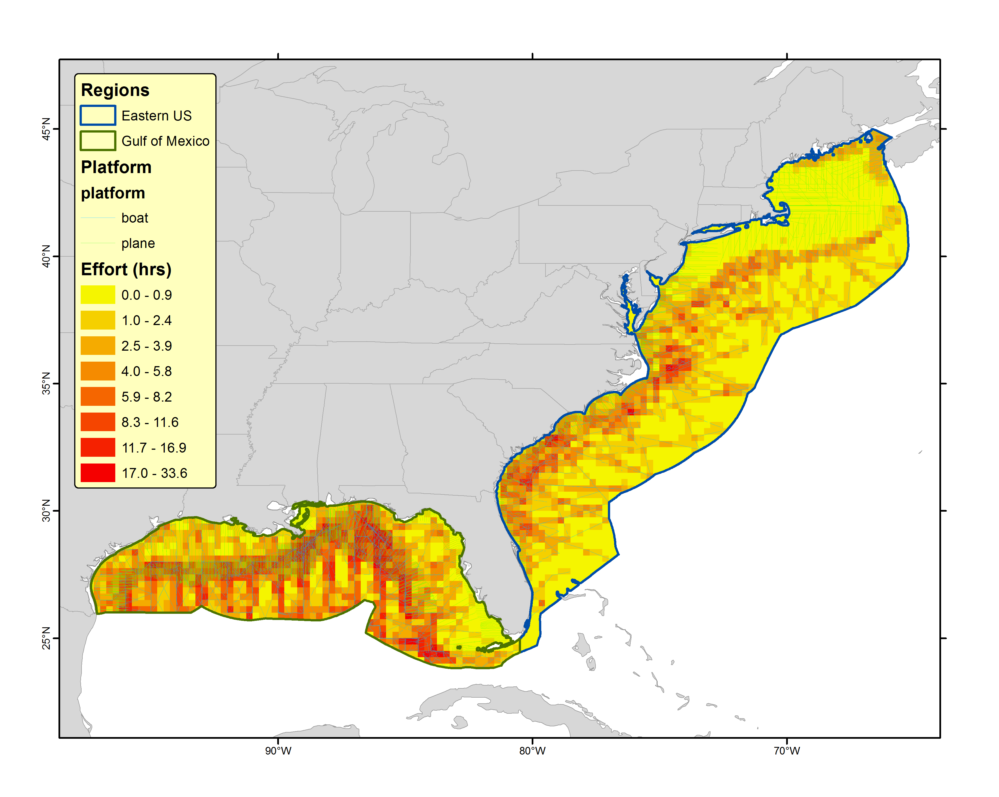 Regions
Eastern US
Gulf of Mexico
Platform
platform
boat
plane
Effort (hrs)
0.0 - 0.9
1.0 - 2.4
2.5 - 3.9
4.0 - 5.8
5.9 - 8.2
8.3 - 11.6
11.7 - 16.9
17.0 - 33.6
45°N
40°N
35°N
30°N
25°N
90°W
80°W
70°W